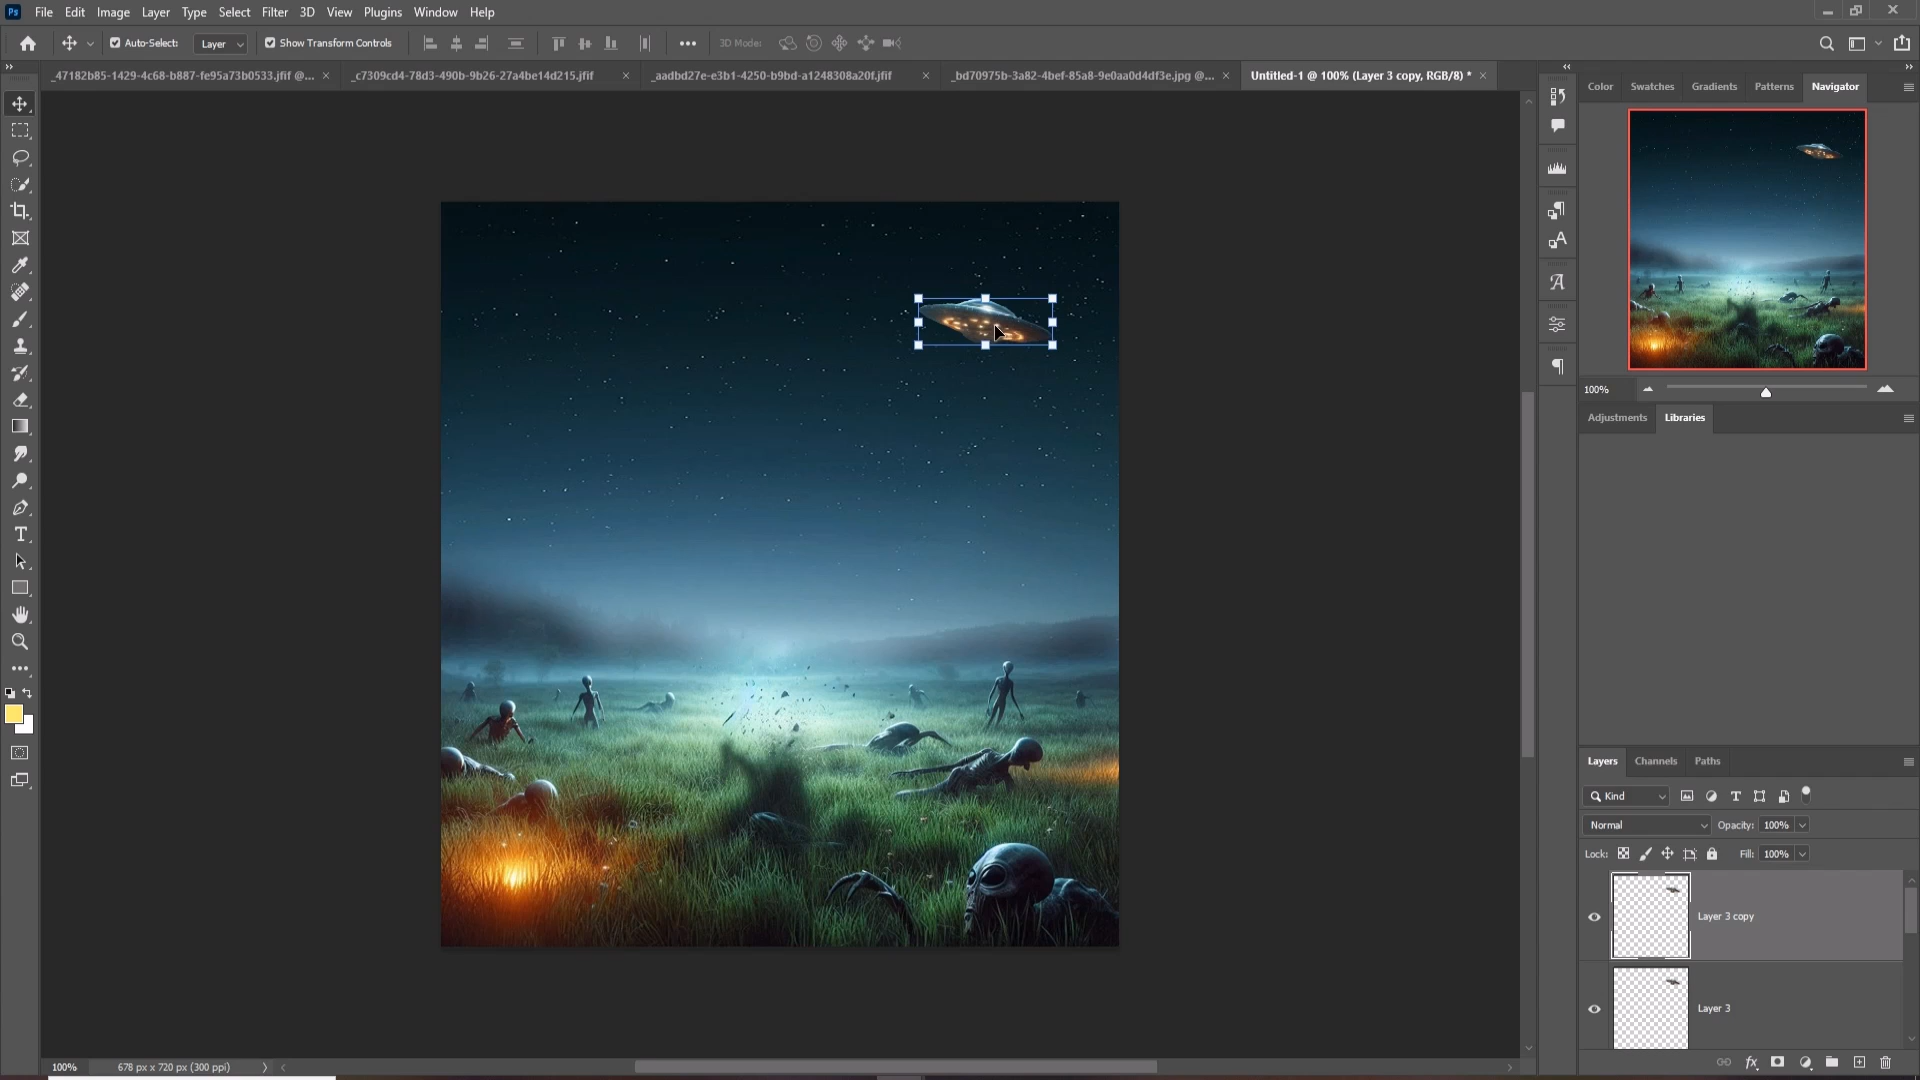 Ps File Edit Image Layer Type Select Filter 3D View Plugins Window Help
Auto-Select: Layer Show Transform Controls 3D Mode:
_47182b85-1429-4c68-b887-fe95a73b0533.jfif @... × _c7309cd4-78d3-490b-9b26-27a4be14d215.jfif × _aadbd27e-e3b1-4250-b9bd-a1248308a20f.jfif × _bd70975b-3a82-4bef-85a8-9e0aa0d4df3e.jpg @... × Untitled-1 @ 100% (Layer 3 copy, RGB/8) * ×
Color Swatches Gradients Patterns Navigator
100%
Adjustments Libraries
Layers Channels Paths
Kind
Normal Opacity: 100%
Lock: Fill: 100%
Layer 3 copy
Layer 3
100% 678 px x 720 px (300 ppi)